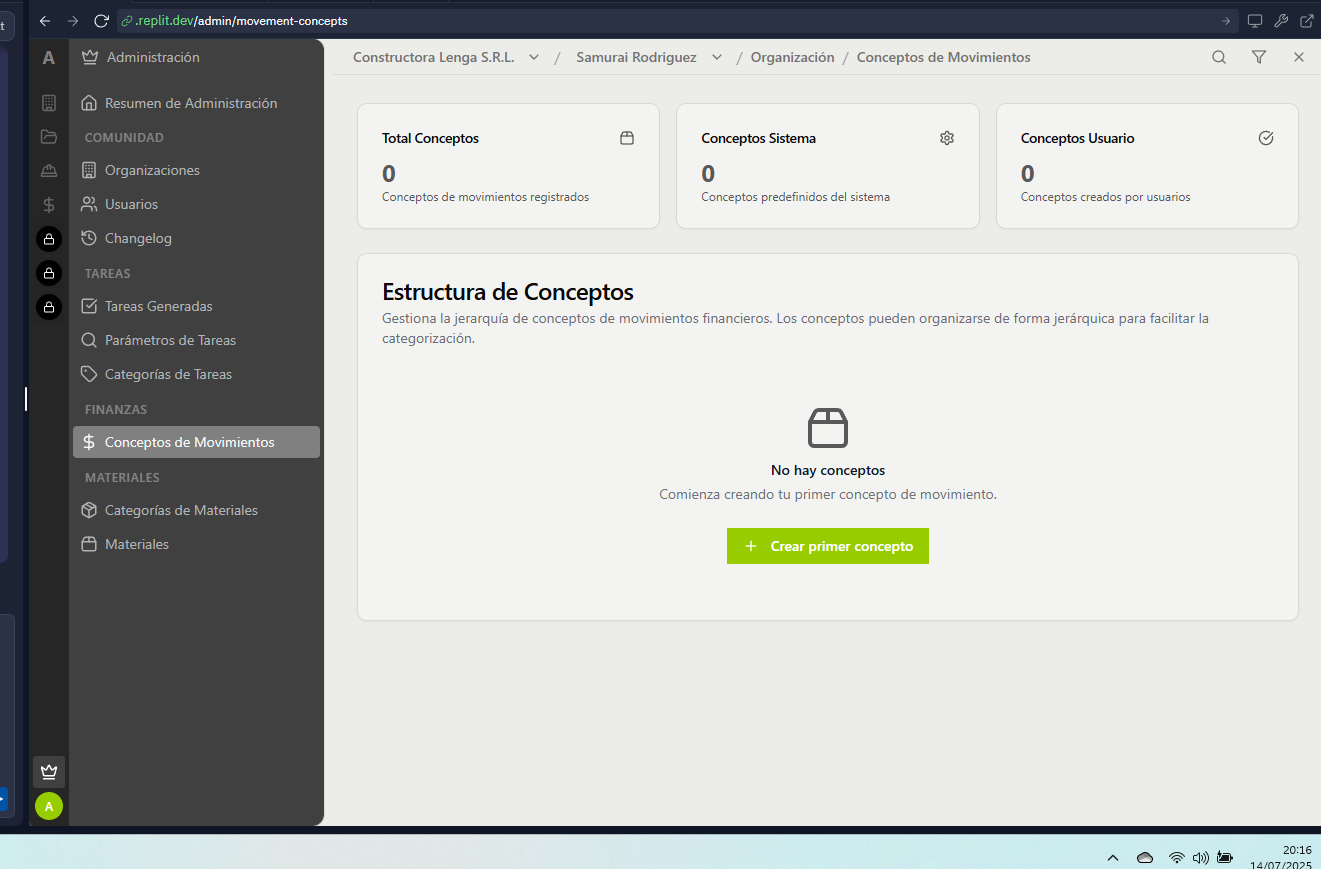 t
.replit.dev/admin/movement-concepts
A
Administración
Constructora Lenga S.R.L. / Samurai Rodriguez / Organización / Conceptos de Movimientos
Resumen de Administración
COMUNIDAD
Organizaciones
Usuarios
Changelog
TAREAS
Tareas Generadas
Parámetros de Tareas
Categorías de Tareas
FINANZAS
Conceptos de Movimientos
MATERIALES
Categorías de Materiales
Materiales
A
Total Conceptos
0
Conceptos de movimientos registrados
Conceptos Sistema
0
Conceptos predefinidos del sistema
Conceptos Usuario
0
Conceptos creados por usuarios
Estructura de Conceptos
Gestiona la jerarquía de conceptos de movimientos financieros. Los conceptos pueden organizarse de forma jerárquica para facilitar la
categorización.
No hay conceptos
Comienza creando tu primer concepto de movimiento.
+ Crear primer concepto
20:16
14/07/2025